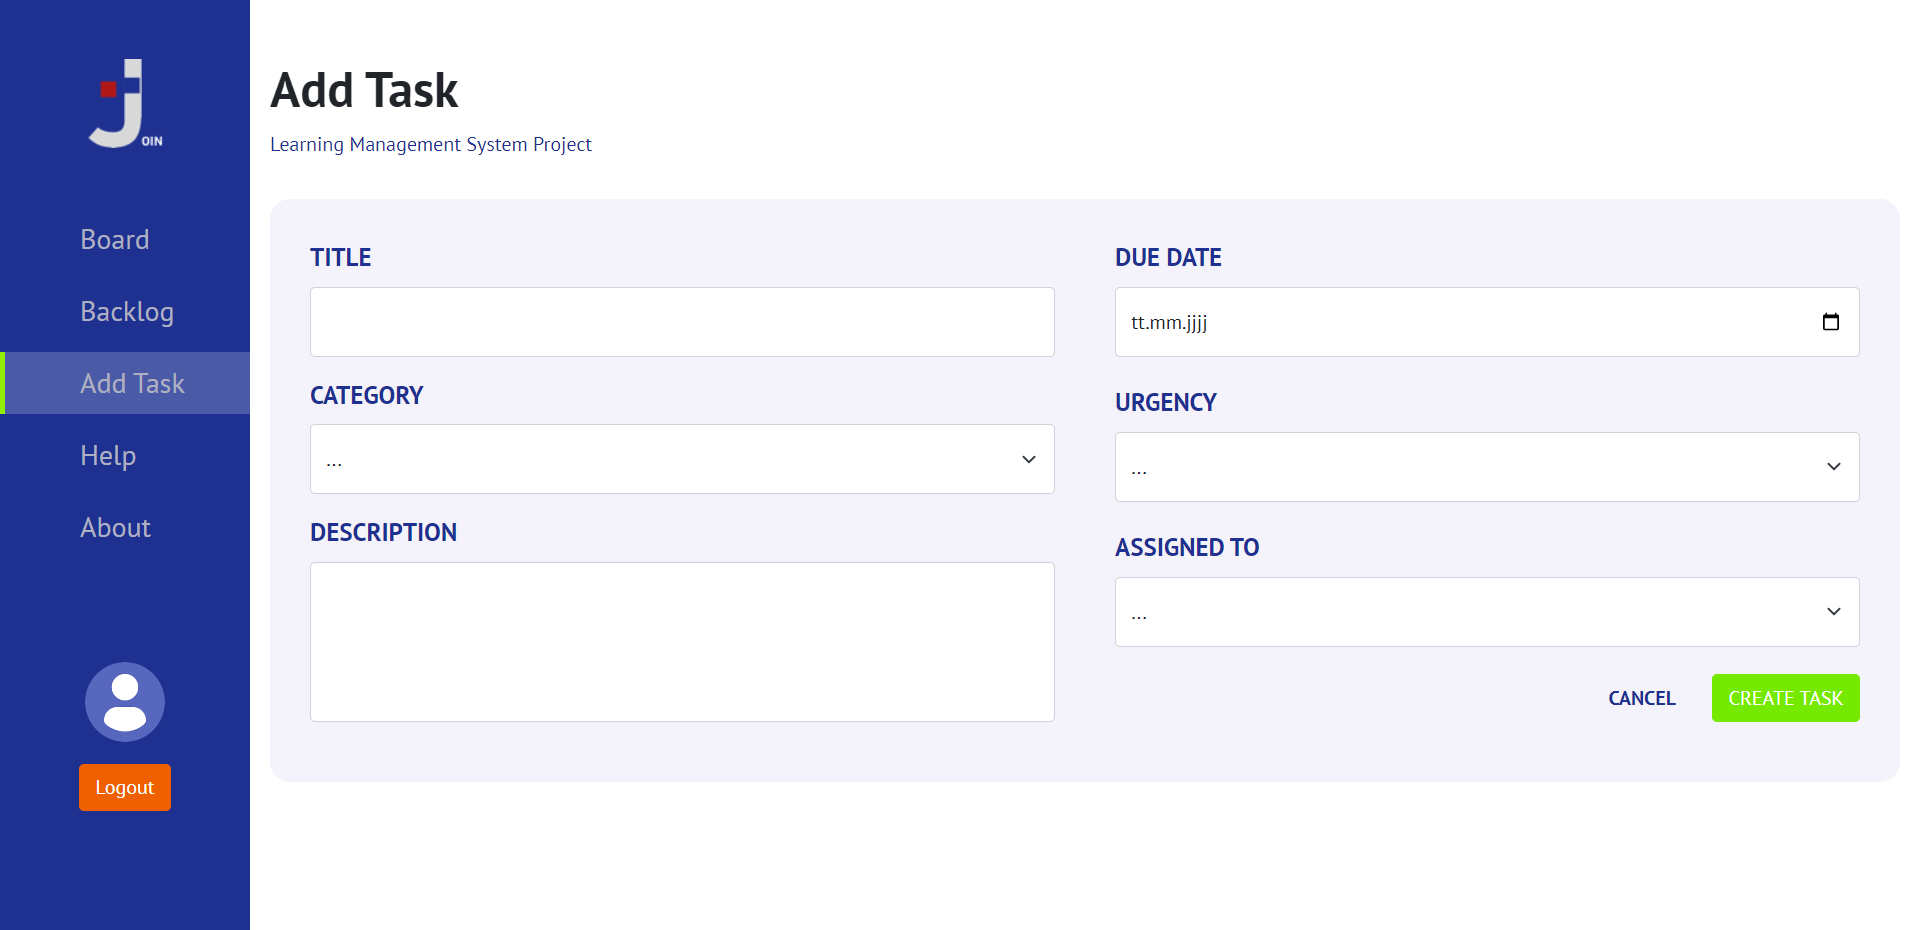 OIN
Board
Backlog
Add Task
Help
About
Logout
Add Task
Learning Management System Project
TITLE
CATEGORY
...
DESCRIPTION
DUE DATE
tt.mm.jjjj
URGENCY
...
ASSIGNED TO
...
CANCEL
CREATE TASK